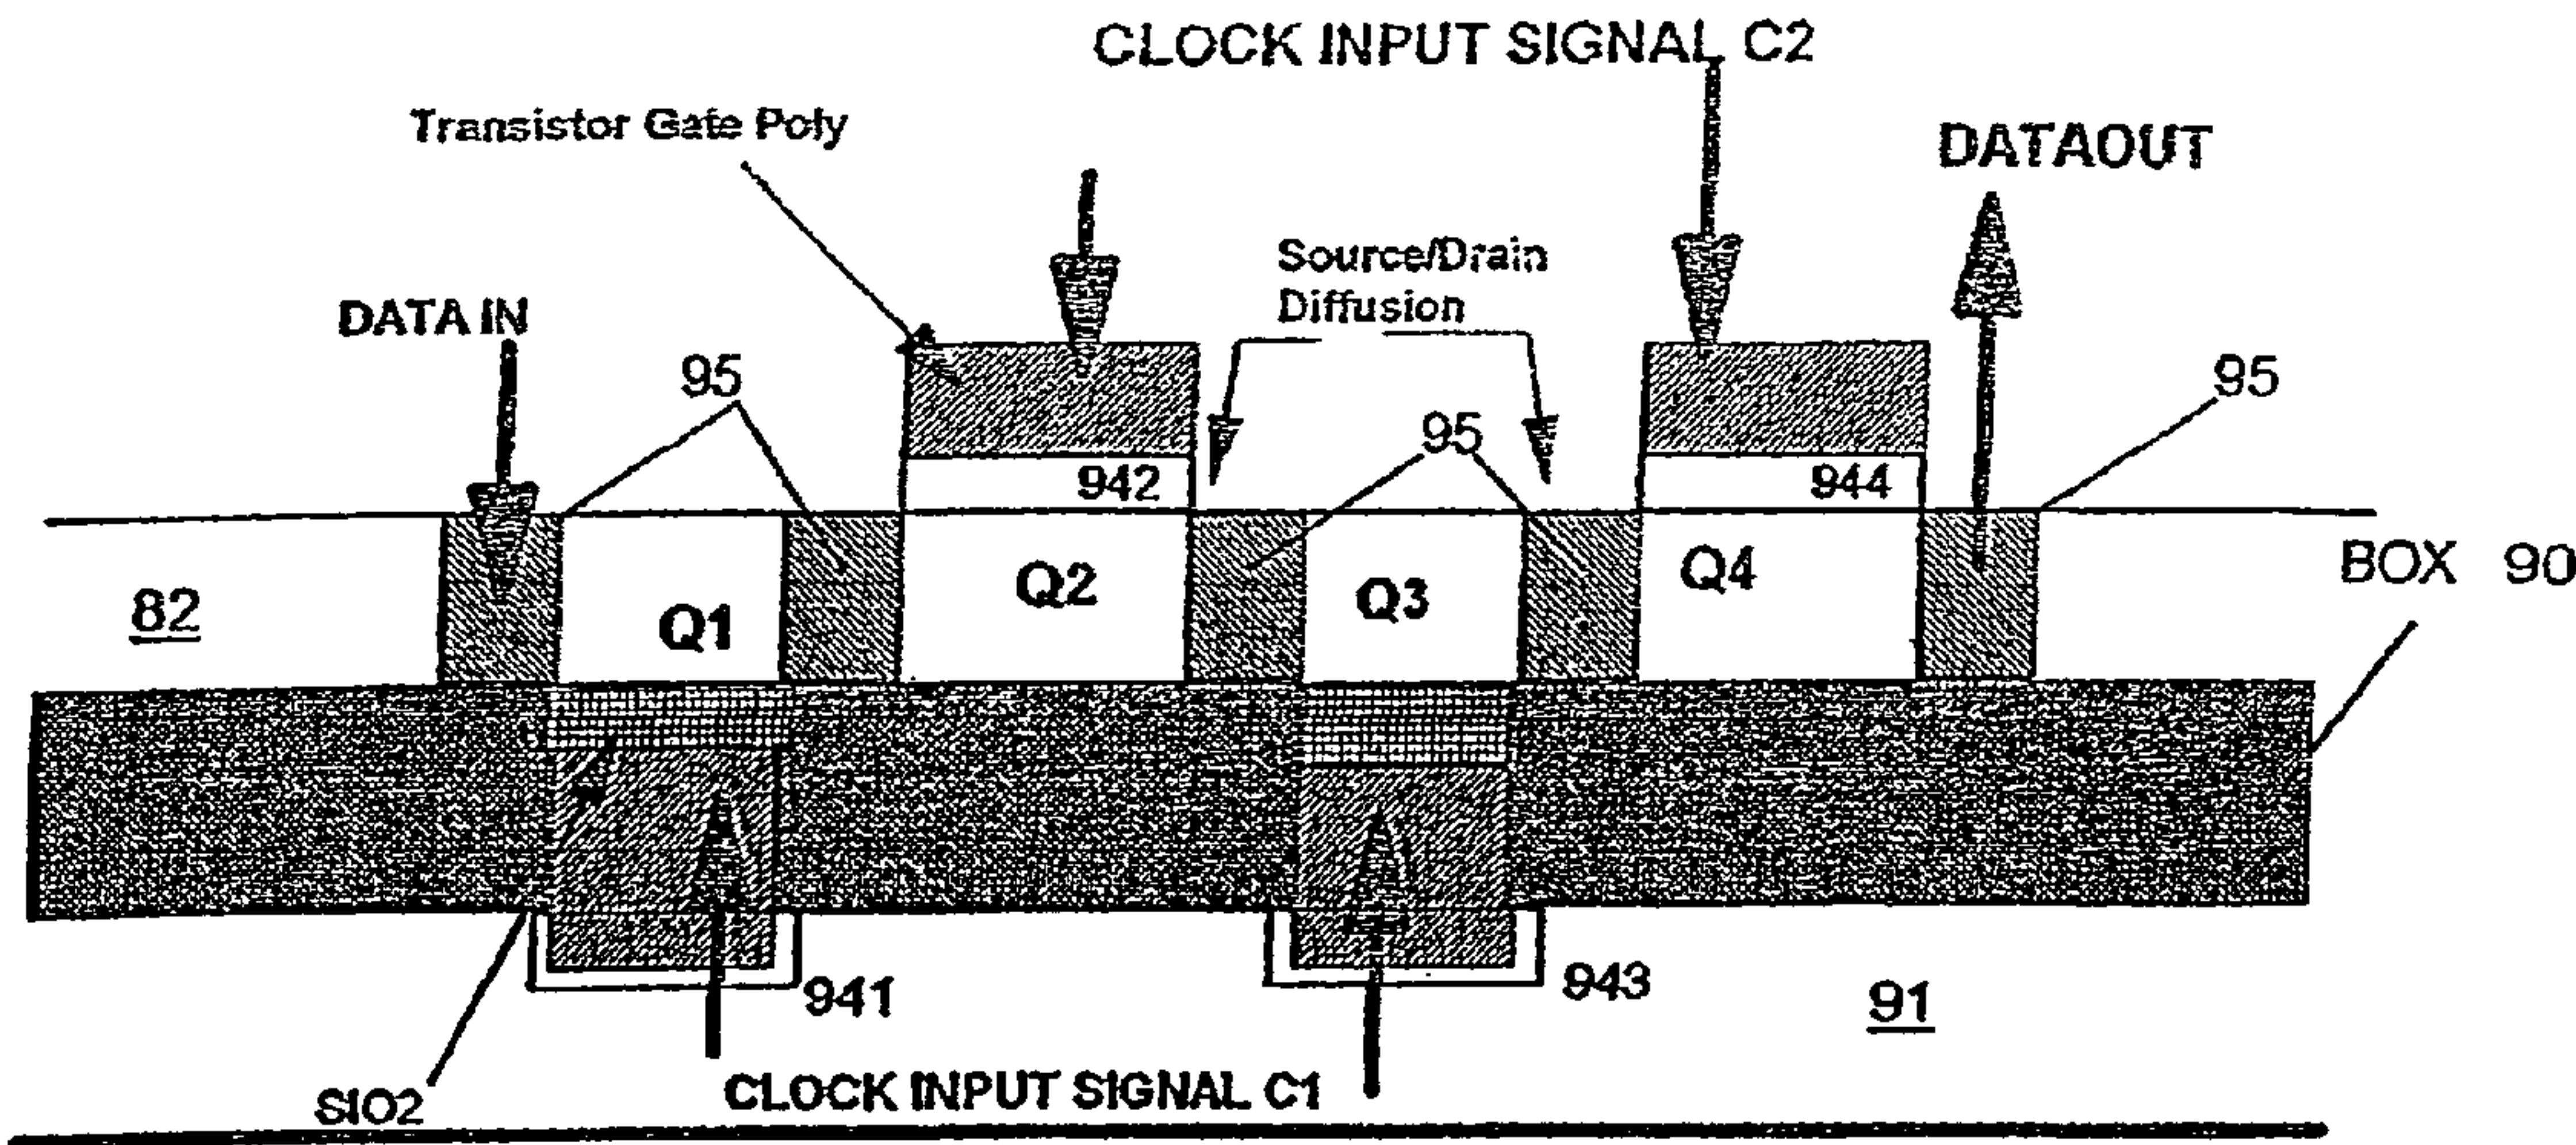 CLOCK INPUT SIGNAL C2
Transistor Gate Poly
DATAOUT
Source/Drain
Diffusion
DATA IN
95
95
95
942
944
BOX 90
82
Q1
Q2
Q3
Q4
941
943
91
CLOCK INPUT SIGNAL C1
SIO2